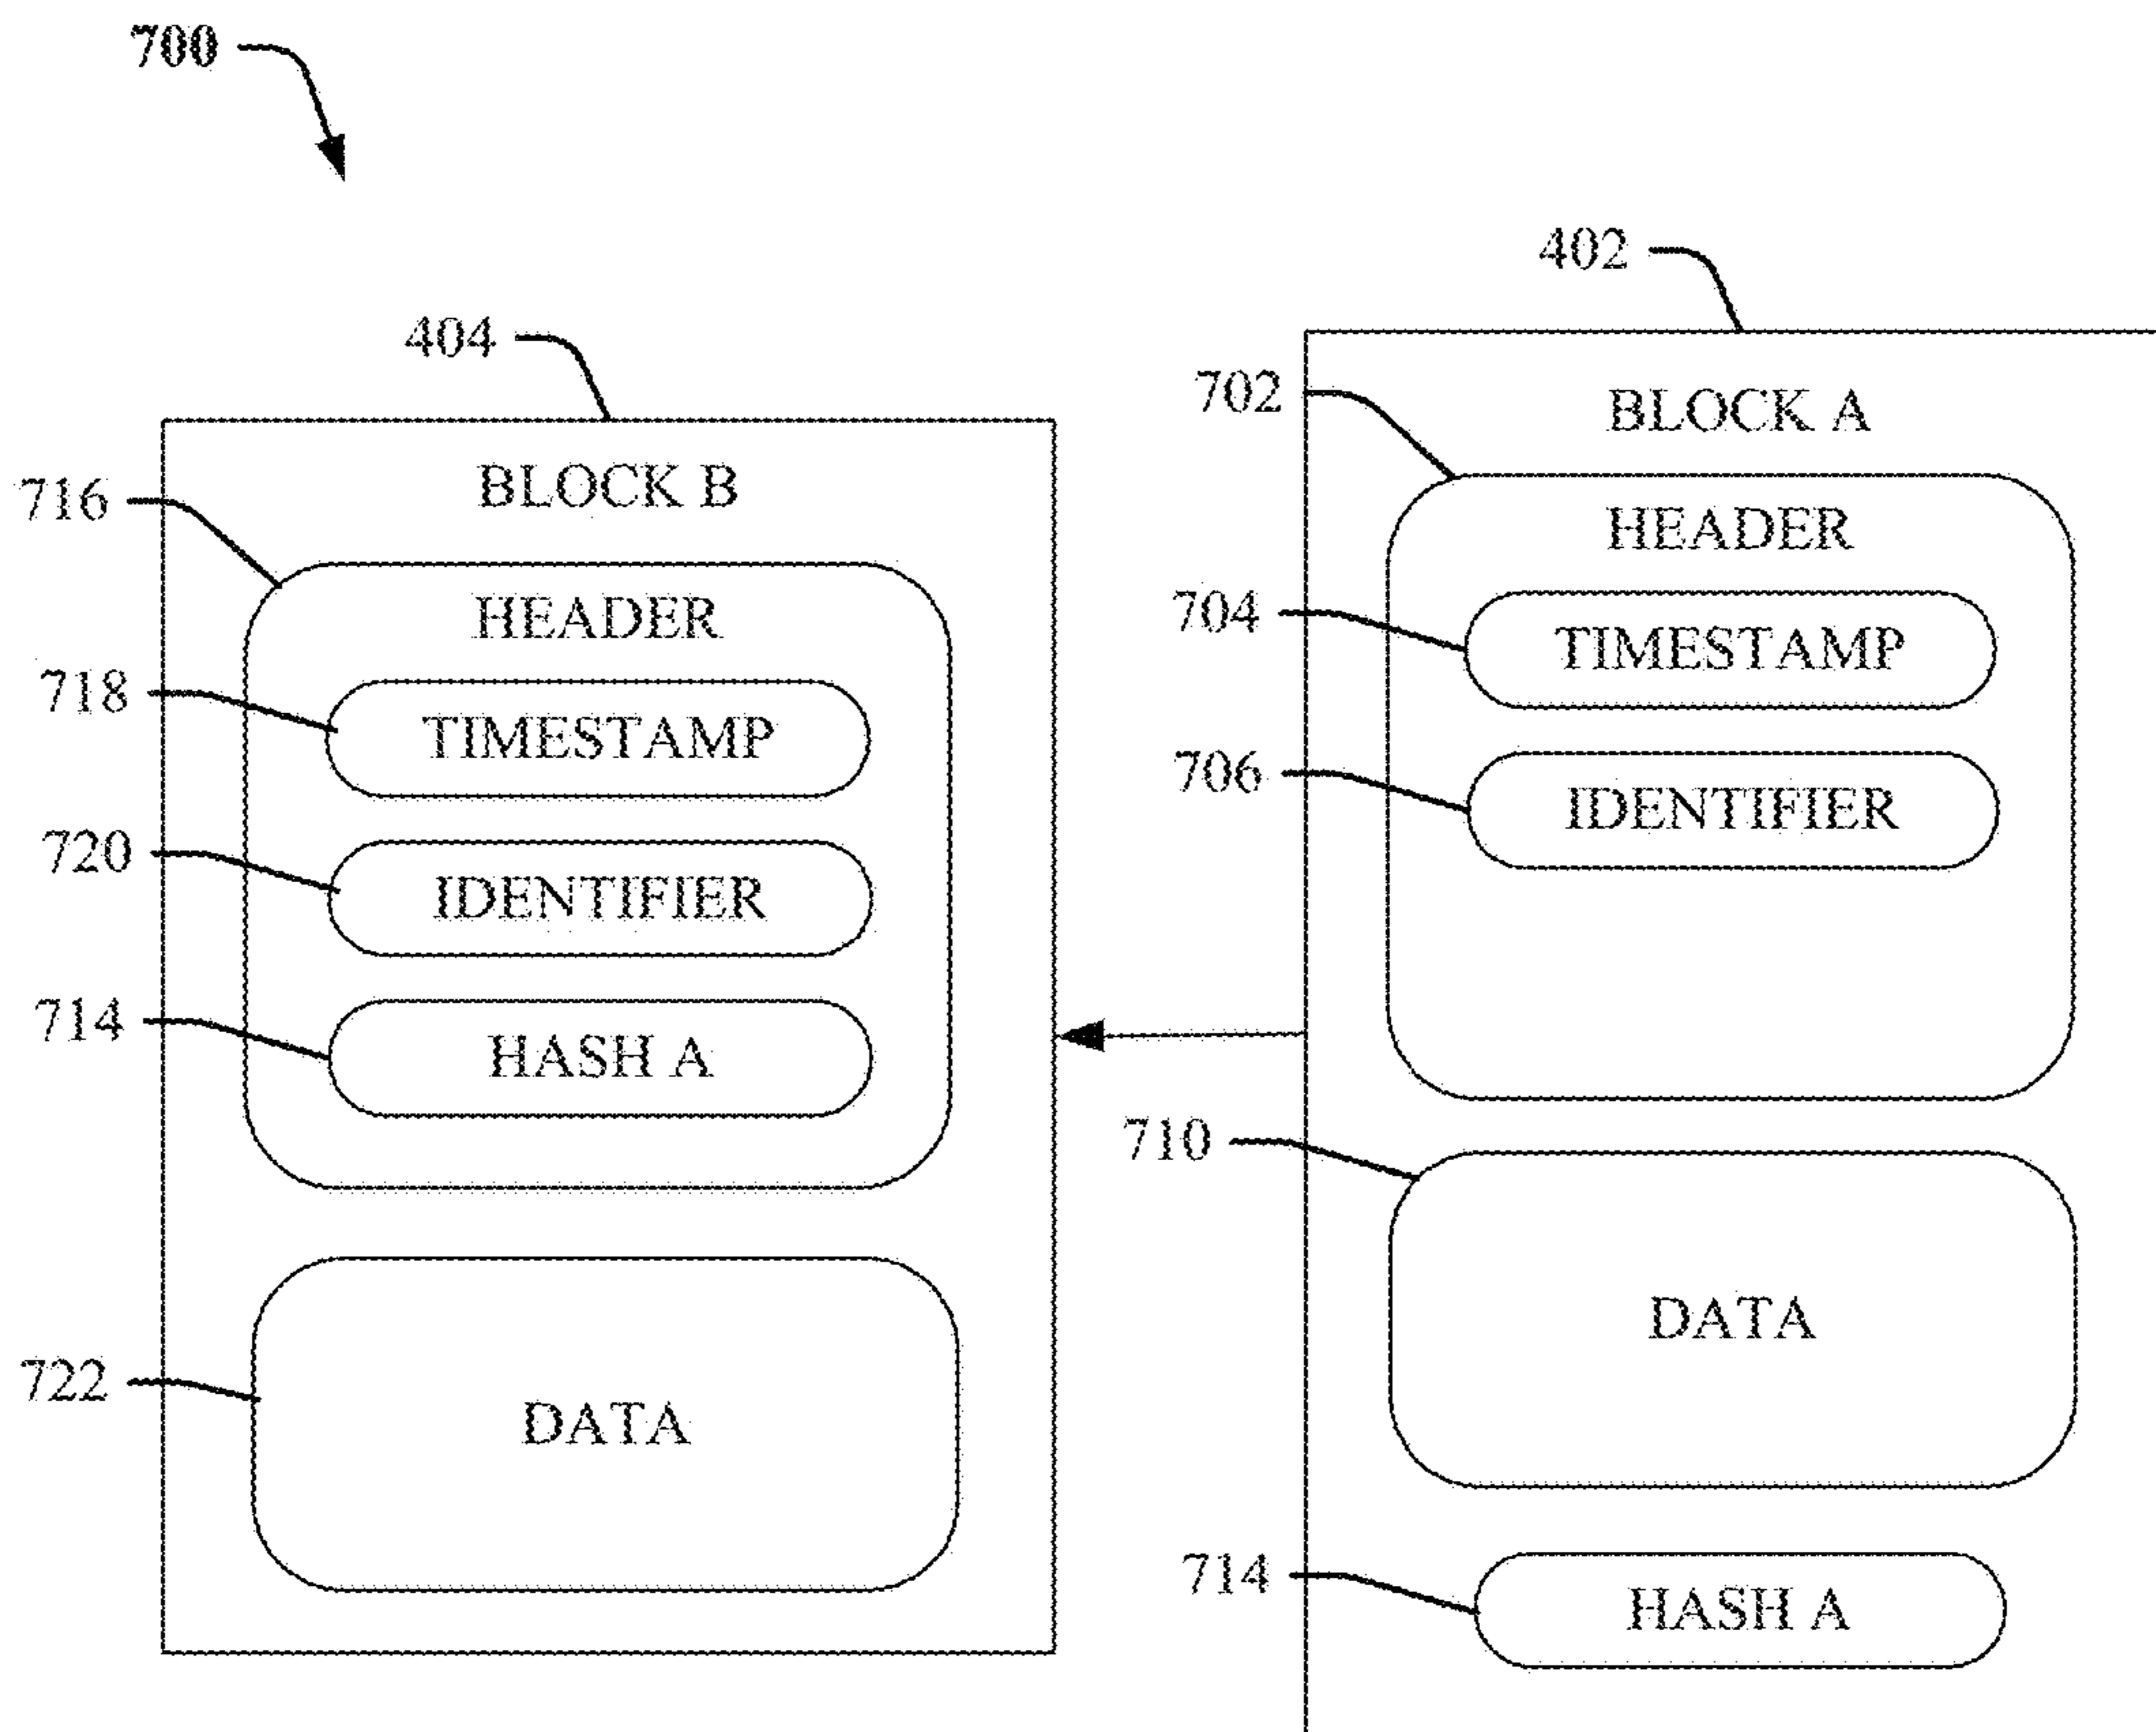 700
402
404
702
BLOCK A
BLOCK B
716
HEADER
HEADER
704
TIMESTAMP
718
TIMESTAMP
706
IDENTIFIER
720
IDENTIFIER
714
HASH A
710
DATA
722
DATA
714
HASH A